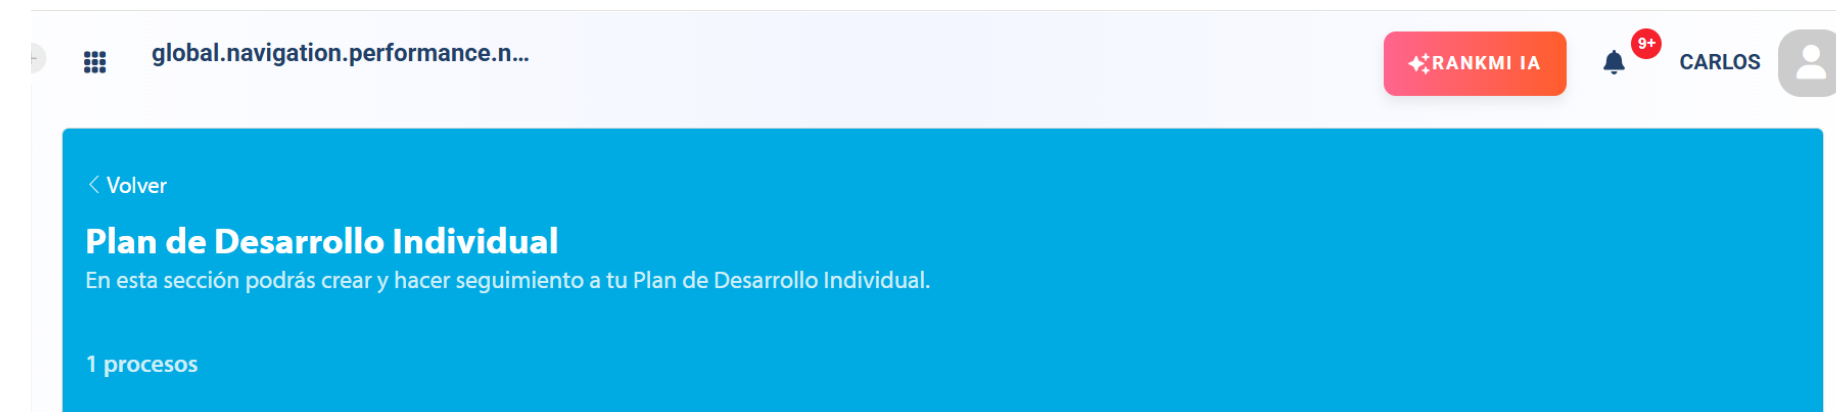 global.navigation.performance.n...
RANKMI IA
9+
CARLOS
Volver
Plan de Desarrollo Individual
En esta sección podrás crear y hacer seguimiento a tu Plan de Desarrollo Individual.
1 procesos